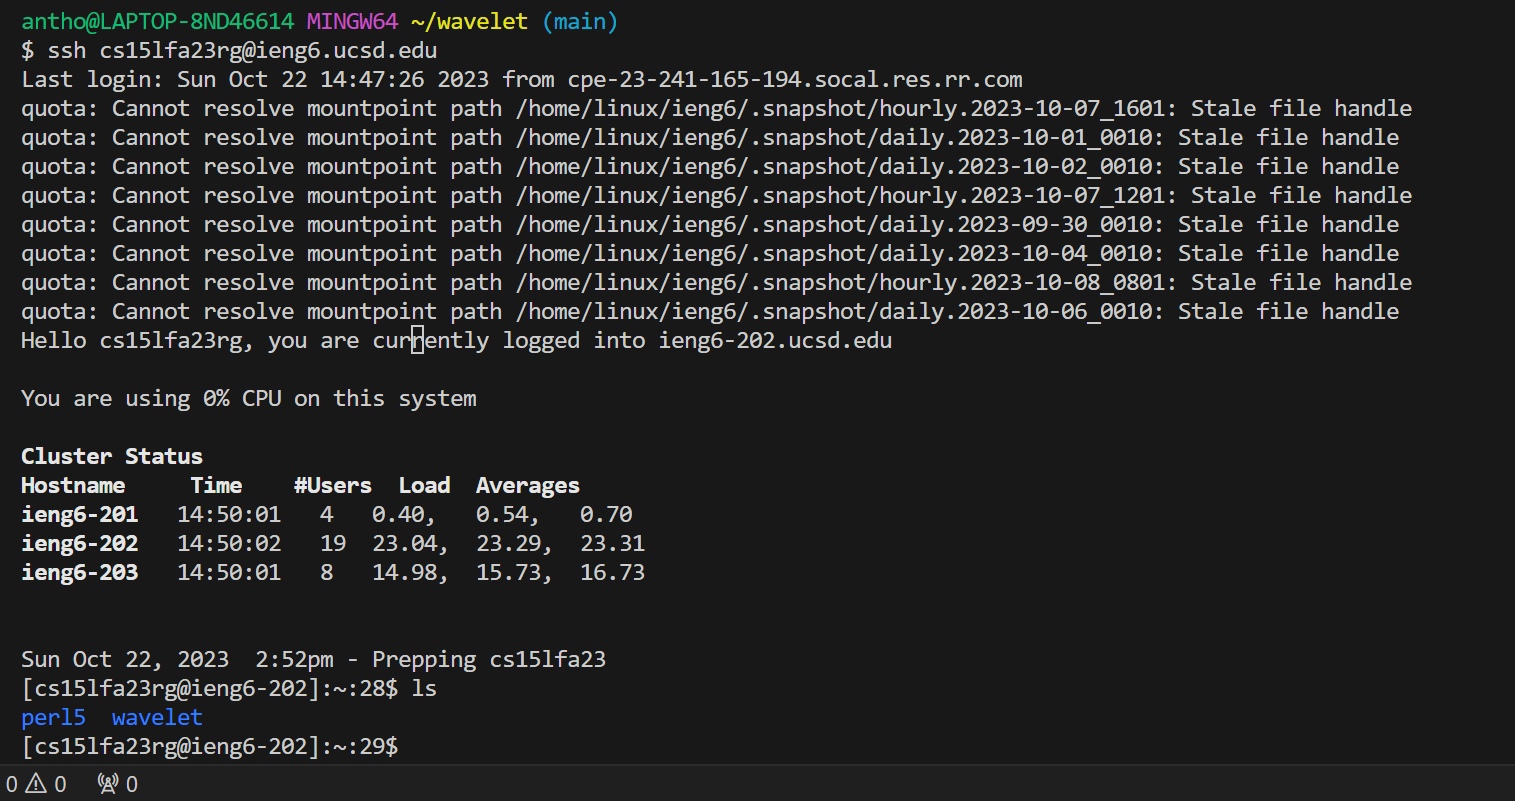 antho@LAPTOP-8ND46614 MINGW64 ~/wavelet (main)
$ ssh cs15lfa23rg@ieng6.ucsd.edu
Last login: Sun Oct 22 14:47:26 2023 from cpe-23-241-165-194.socal.res.rr.com
quota: Cannot resolve mountpoint path /home/linux/ieng6/.snapshot/hourly.2023-10-07_1601: Stale file handle
quota: Cannot resolve mountpoint path /home/linux/ieng6/.snapshot/daily.2023-10-01_0010: Stale file handle
quota: Cannot resolve mountpoint path /home/linux/ieng6/.snapshot/daily.2023-10-02_0010: Stale file handle
quota: Cannot resolve mountpoint path /home/linux/ieng6/.snapshot/hourly.2023-10-07_1201: Stale file handle
quota: Cannot resolve mountpoint path /home/linux/ieng6/.snapshot/daily.2023-09-30_0010: Stale file handle
quota: Cannot resolve mountpoint path /home/linux/ieng6/.snapshot/daily.2023-10-04_0010: Stale file handle
quota: Cannot resolve mountpoint path /home/linux/ieng6/.snapshot/hourly.2023-10-08_0801: Stale file handle
quota: Cannot resolve mountpoint path /home/linux/ieng6/.snapshot/daily.2023-10-06_0010: Stale file handle
Hello cs15lfa23rg, you are currently logged into ieng6-202.ucsd.edu
You are using 0% CPU on this system
Cluster Status
Hostname     Time    #Users  Load  Averages
ieng6-201   14:50:01   4   0.40,   0.54,   0.70
ieng6-202   14:50:02   19  23.04,  23.29,  23.31
ieng6-203   14:50:01   8   14.98,  15.73,  16.73
Sun Oct 22, 2023  2:52pm - Prepping cs15lfa23
[cs15lfa23rg@ieng6-202]:~:28$ ls
perl5  wavelet
[cs15lfa23rg@ieng6-202]:~:29$
0 0 0